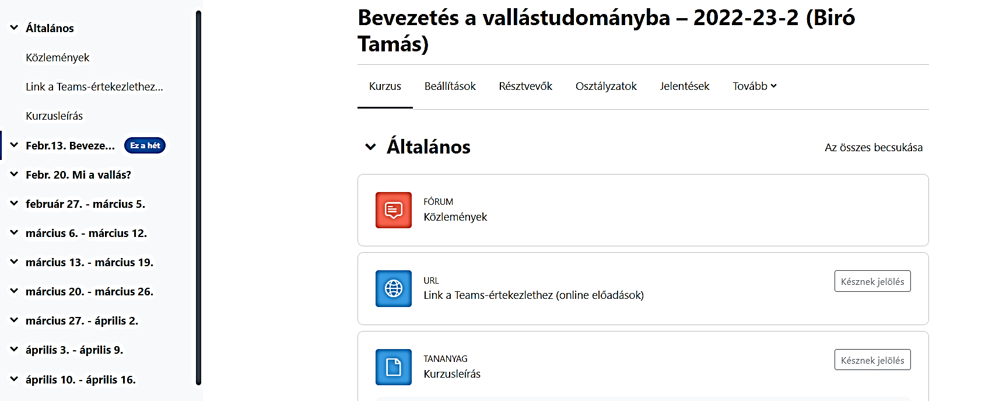 Általános
Közlemények
Link a Teams-értekezlethez...
Kurzusleírás
Febr.13. Beveze... Ez a hét
Febr. 20. Mi a vallás?
február 27. - március 5.
március 6. - március 12.
március 13. - március 19.
március 20. - március 26.
március 27. - április 2.
április 3. - április 9.
április 10. - április 16.
Bevezetés a vallástudományba – 2022-23-2 (Biró
Tamás)
Kurzus Beállítások Résztvevők Osztályzatok Jelentések Tovább
Általános Az összes becsukása
FÓRUM
Közlemények
URL
Link a Teams-értekezlethez (online előadások)
Késznek jelölés
TANANYAG
Kurzusleírás
Késznek jelölés